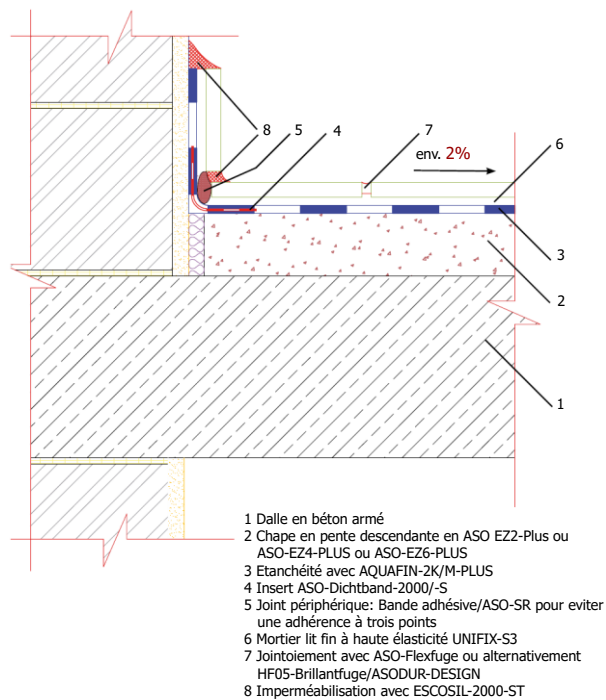 8 5 4 7
env. 2%
6
3
2
1
1 Dalle en béton armé
2 Chape en pente descendante en ASO EZ2-Plus ou
ASO-EZ4-PLUS ou ASO-EZ6-PLUS
3 Etanchéité avec AQUAFIN-2K/M-PLUS
4 Insert ASO-Dichtband-2000/-S
5 Joint périphérique: Bande adhésive/ASO-SR pour eviter
une adhérence à trois points
6 Mortier lit fin à haute élasticité UNIFIX-S3
7 Jointoiement avec ASO-Flexfuge ou alternativement
HF05-Brillantfuge/ASODUR-DESIGN
8 Imperméabilisation avec ESCOSIL-2000-ST